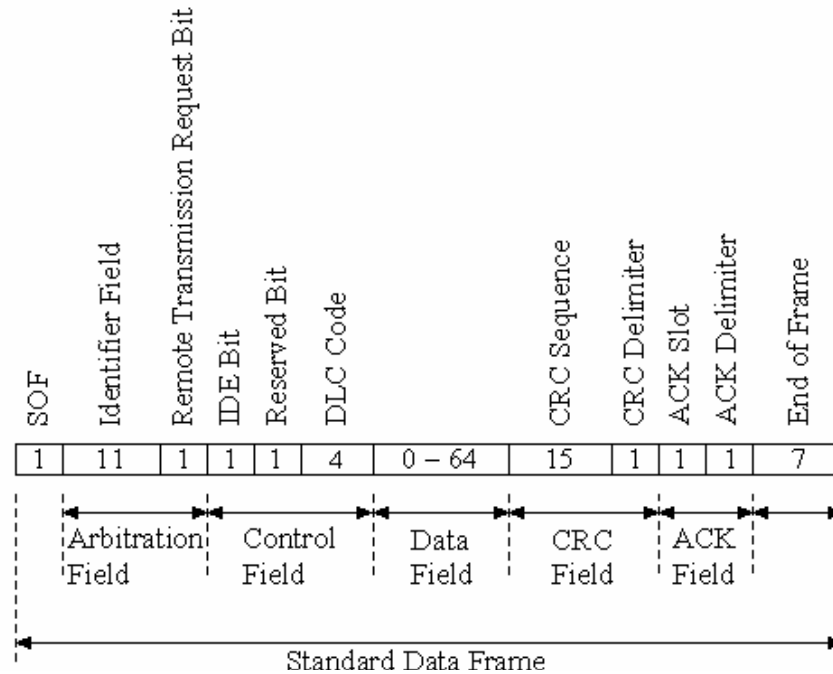 SOF
Identifier Field
Remote Transmission Request Bit
IDE Bit
Reserved Bit
DLC Code
CRC Sequence
CRC Delimiter
ACK Slot
ACK Delimiter
End of Frame
1 11 1 1 1 4 0 – 64 15 1 1 1 7
Arbitration Field
Control Field
Data Field
CRC Field
ACK Field
Standard Data Frame